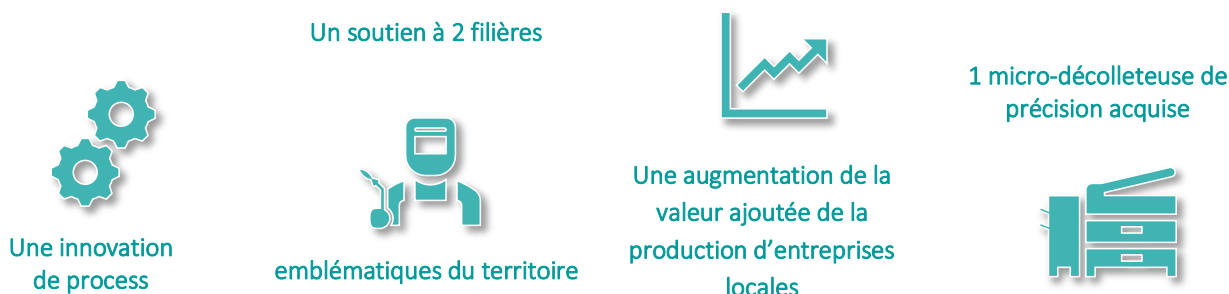 Une innovation
de process
Un soutien à 2 filières
emblématiques du territoire
Une augmentation de la
valeur ajoutée de la
production d’entreprises
locales
1 micro-décolleteuse de
précision acquise